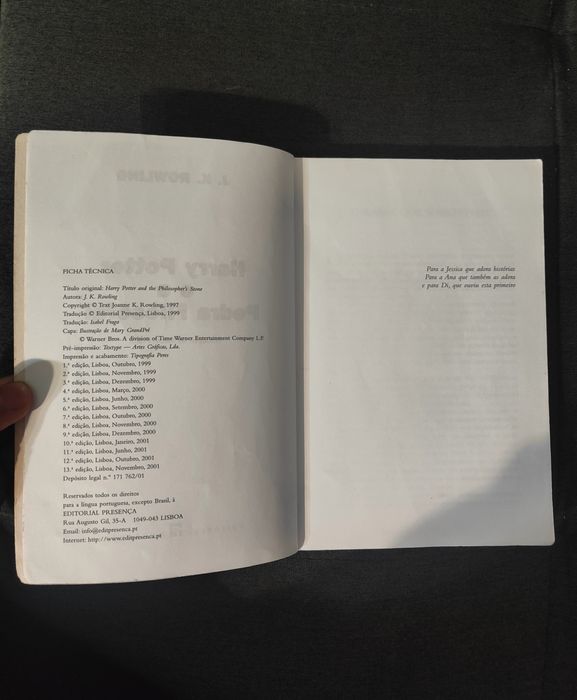 FICHA TÉCNICA
Título original: Harry Potter and the Philosopher's Stone
Autora: J. K. Rowling
Copyright © Text Joanne K. Rowling, 1997
Tradução © Editorial Presença, Lisboa, 1999
Tradução: Isabel Fraga
Capa: Ilustração de Mary GrandPré
© Warner Bros. A division of Time Warner Entertainment Company L.P.
Pré-impressão: Textype — Artes Gráficas, Lda.
Impressão e acabamento: Tipografia Peres
1.ª edição, Lisboa, Outubro, 1999
2.ª edição, Lisboa, Novembro, 1999
3.ª edição, Lisboa, Dezembro, 1999
4.ª edição, Lisboa, Março, 2000
5.ª edição, Lisboa, Junho, 2000
6.ª edição, Lisboa, Setembro, 2000
7.ª edição, Lisboa, Outubro, 2000
8.ª edição, Lisboa, Novembro, 2000
9.ª edição, Lisboa, Dezembro, 2000
10.ª edição, Lisboa, Janeiro, 2001
11.ª edição, Lisboa, Junho, 2001
12.ª edição, Lisboa, Outubro, 2001
13.ª edição, Lisboa, Novembro, 2001
Depósito legal n.º 171 762/01
Reservados todos os direitos
para a língua portuguesa, excepto Brasil, à
EDITORIAL PRESENÇA
Rua Augusto Gil, 35-A 1049-043 LISBOA
Email: info@editpresenca.pt
Internet: http://www.editpresenca.pt
Para a Jessica que adora histórias
Para a Ana que também as adora
e para Di, que ouviu esta primeiro